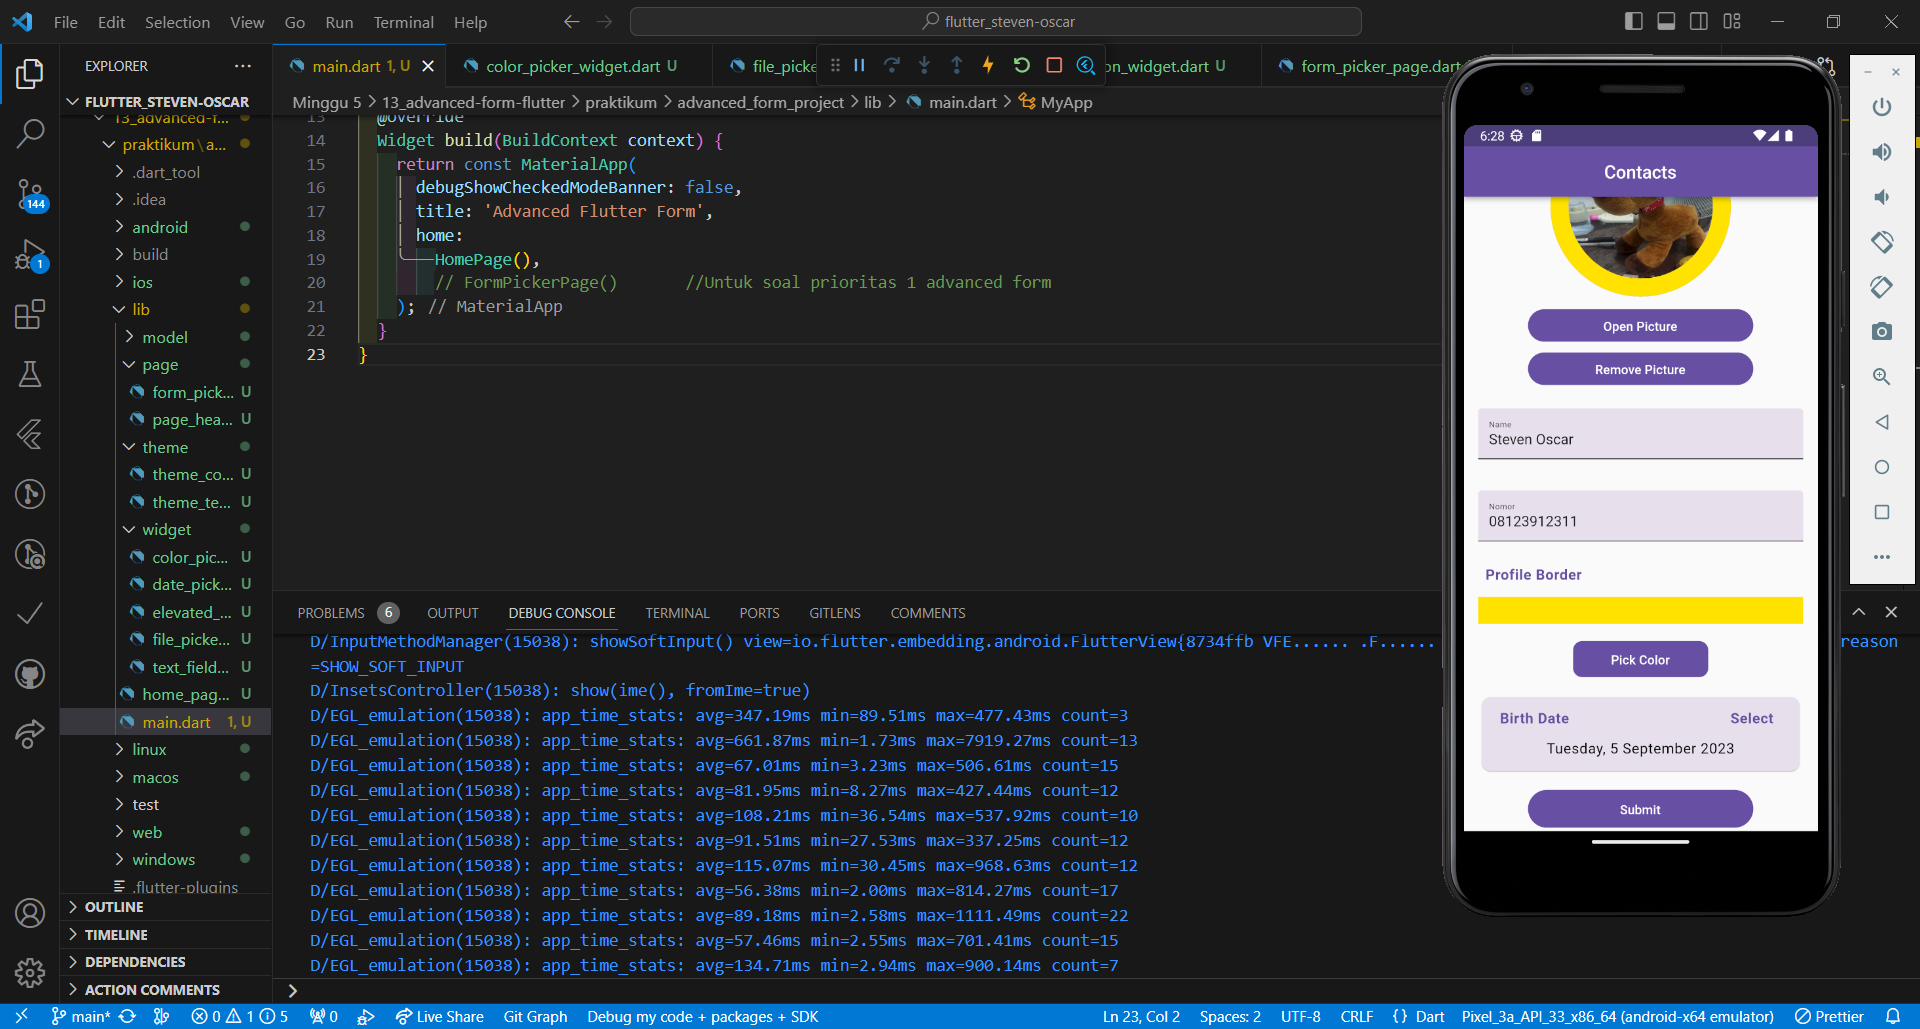 File Edit Selection View Go Run Terminal Help
flutter_steven-oscar
EXPLORER
FLUTTER_STEVEN-OSCAR
13_advanced-f...
praktikum\a...
.dart_tool
.idea
android
build
ios
lib
model
page
form_pick... U
page_hea... U
theme
theme_co... U
theme_te... U
widget
color_pic... U
date_pick... U
elevated_... U
file_picke... U
text_field... U
home_pag... U
main.dart 1, U
linux
macos
test
web
windows
.flutter-plugins
OUTLINE
TIMELINE
DEPENDENCIES
ACTION COMMENTS
144
1
main.dart 1, U
color_picker_widget.dart U
file_picke
on_widget.dart U
form_picker_page.dart
Minggu 5 > 13_advanced-form-flutter > praktikum > advanced_form_project > lib > main.dart > MyApp
13 @override
14 Widget build(BuildContext context) {
15 return const MaterialApp(
16 debugShowCheckedModeBanner: false,
17 title: 'Advanced Flutter Form',
18 home:
19 HomePage(),
20 // FormPickerPage() //Untuk soal prioritas 1 advanced form
21 ); // MaterialApp
22 }
23 }
PROBLEMS 6 OUTPUT DEBUG CONSOLE TERMINAL PORTS GITLENS COMMENTS
D/InputMethodManager(15038): showSoftInput() view=io.flutter.embedding.android.FlutterView{8734ffb VFE...... .F...... reason
=SHOW_SOFT_INPUT
D/InsetsController(15038): show(ime(), fromIme=true)
D/EGL_emulation(15038): app_time_stats: avg=347.19ms min=89.51ms max=477.43ms count=3
D/EGL_emulation(15038): app_time_stats: avg=661.87ms min=1.73ms max=7919.27ms count=13
D/EGL_emulation(15038): app_time_stats: avg=67.01ms min=3.23ms max=506.61ms count=15
D/EGL_emulation(15038): app_time_stats: avg=81.95ms min=8.27ms max=427.44ms count=12
D/EGL_emulation(15038): app_time_stats: avg=108.21ms min=36.54ms max=537.92ms count=10
D/EGL_emulation(15038): app_time_stats: avg=91.51ms min=27.53ms max=337.25ms count=12
D/EGL_emulation(15038): app_time_stats: avg=115.07ms min=30.45ms max=968.63ms count=12
D/EGL_emulation(15038): app_time_stats: avg=56.38ms min=2.00ms max=814.27ms count=17
D/EGL_emulation(15038): app_time_stats: avg=89.18ms min=2.58ms max=1111.49ms count=22
D/EGL_emulation(15038): app_time_stats: avg=57.46ms min=2.55ms max=701.41ms count=15
D/EGL_emulation(15038): app_time_stats: avg=134.71ms min=2.94ms max=900.14ms count=7
6:28
Contacts
Open Picture
Remove Picture
Name
Steven Oscar
Nomor
08123912311
Profile Border
Pick Color
Birth Date Select
Tuesday, 5 September 2023
Submit
main* 0 1 5 0 Live Share Git Graph Debug my code + packages + SDK Ln 23, Col 2 Spaces: 2 UTF-8 CRLF {} Dart Pixel_3a_API_33_x86_64 (android-x64 emulator) Prettier